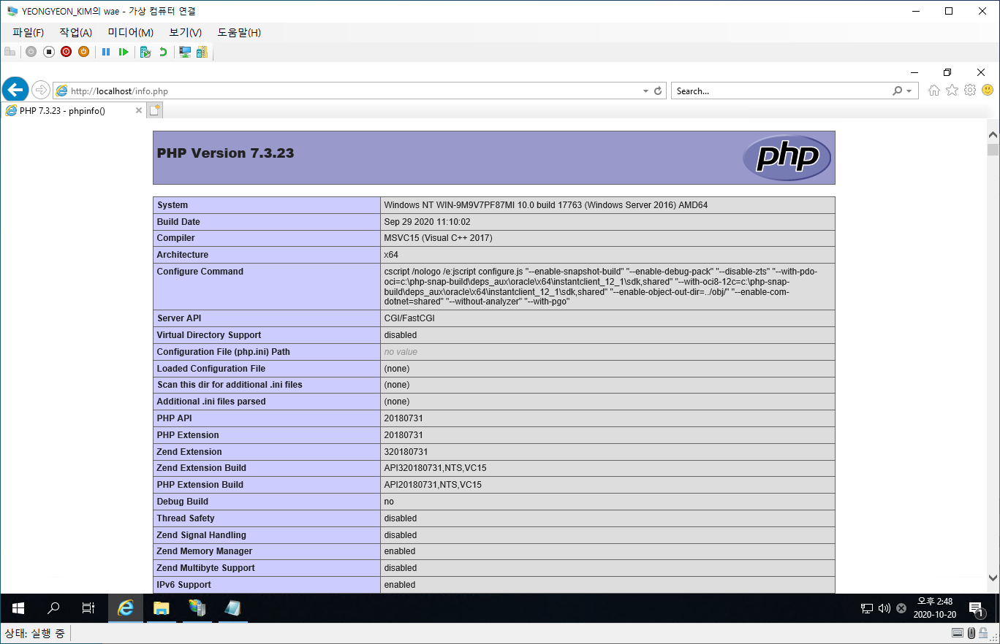 YEONGYEON_KIM의 wae - 가상 컴퓨터 연결
파일(F) 작업(A) 미디어(M) 보기(V) 도움말(H)
http://localhost/info.php Search...
PHP 7.3.23 - phpinfo()
PHP Version 7.3.23 php
System Windows NT WIN-9M9V7PF87MI 10.0 build 17763 (Windows Server 2016) AMD64
Build Date Sep 29 2020 11:10:02
Compiler MSVC15 (Visual C++ 2017)
Architecture x64
Configure Command cscript /nologo /e:jscript configure.js "--enable-snapshot-build" "--enable-debug-pack" "--disable-zts" "--with-pdo-
oci=c:\php-snap-build\deps_aux\oracle\x64\instantclient_12_1\sdk,shared" "--with-oci8-12c=c:\php-snap-
build\deps_aux\oracle\x64\instantclient_12_1\sdk,shared" "--enable-object-out-dir=../obj/" "--enable-com-
dotnet=shared" "--without-analyzer" "--with-pgo"
Server API CGI/FastCGI
Virtual Directory Support disabled
Configuration File (php.ini) Path no value
Loaded Configuration File (none)
Scan this dir for additional .ini files (none)
Additional .ini files parsed (none)
PHP API 20180731
PHP Extension 20180731
Zend Extension 320180731
Zend Extension Build API320180731,NTS,VC15
PHP Extension Build API20180731,NTS,VC15
Debug Build no
Thread Safety disabled
Zend Signal Handling disabled
Zend Memory Manager enabled
Zend Multibyte Support disabled
IPv6 Support enabled
오후 2:48
2020-10-20 1
상태: 실행 중